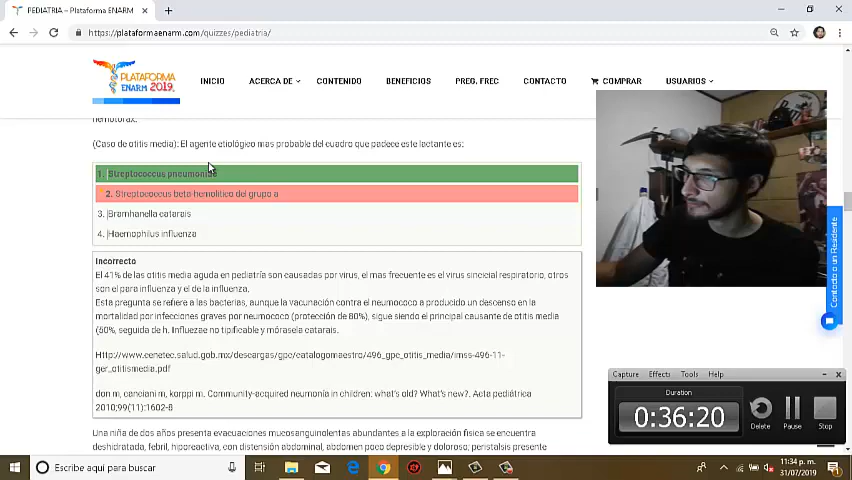 PEDIATRIA – Plataforma ENARM
https://plataformaenarm.com/quizzes/pediatria/
PLATAFORMA
ENARM
2019
INICIO
ACERCA DE
CONTENIDO
BENEFICIOS
PREG. FREC
CONTACTO
COMPRAR
USUARIOS
hemotorax.
(Caso de otitis media): El agente etiológico mas probable del cuadro que padece este lactante es:
1. Streptococcus pneumoniae
2. Streptococcus beta-hemolítico del grupo a
3. Bramhanella catarais
4. Haemophilus influenza
Incorrecto
El 41% de las otitis media aguda en pediatría son causadas por virus, el mas frecuente es el virus sincicial respiratorio, otros
son el para influenza y el de la influenza.
Esta pregunta se refiere a las bacterias, aunque la vacunación contra el neumococo a producido un descenso en la
mortalidad por infecciones graves por neumococo (protección de 80%), sigue siendo el principal causante de otitis media
(50%, seguida de h. Influezae no tipificable y mórasela catarais.
Http://www.cenetec.salud.gob.mx/descargas/gpc/catalogomaestro/496_gpc_otitis_media/imss-496-11-
ger_otitismedia.pdf
don m, canciani m, korppi m. Community-acquired neumonía in children: what's old? What's new?. Acta pediátrica
2010;99(11):1602-8
Una niña de dos años presenta evacuaciones mucosanguinolentas abundantes a la exploración física se encuentra
deshidratada, febril, hiporeactiva, con distensión abdominal, abdomen poco depresible y doloroso, peristalsis presente
Contacto a un Residente
Capture
Effects
Tools
Help
Duration
0:36:20
Delete
Pause
Stop
Escribe aquí para buscar
11:34 p. m.
31/07/2019